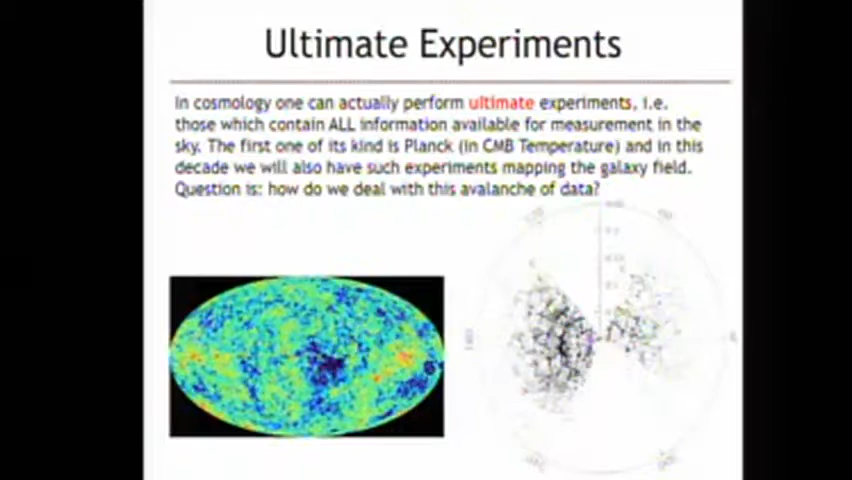 Ultimate Experiments
In cosmology one can actually perform ultimate experiments, i.e.
those which contain ALL information available for measurement in the
sky. The first one of its kind is Planck (in CMB Temperature) and in this
decade we will also have such experiments mapping the galaxy field.
Question is: how do we deal with this avalanche of data?